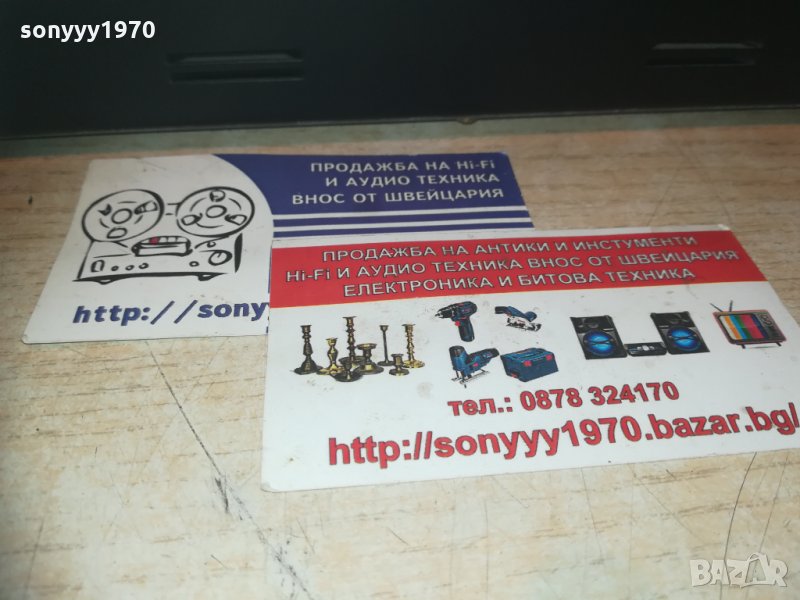 sonyyy1970
ПРОДАЖБА НА Hi-Fi
И АУДИО ТЕХНИКА
ВНОС ОТ ШВЕЙЦАРИЯ
http://sony
ПРОДАЖБА НА АНТИКИ И ИНСТУМЕНТИ
Hi-Fi И АУДИО ТЕХНИКА ВНОС ОТ ШВЕЙЦАРИЯ
ЕЛЕКТРОНИКА И БИТОВА ТЕХНИКА
тел.: 0878 324170
http://sonyyy1970.bazar.bg/
BAZAR